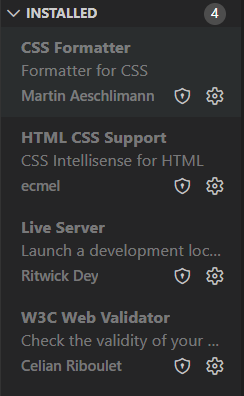 INSTALLED 4
CSS Formatter
Formatter for CSS
Martin Aeschlimann
HTML CSS Support
CSS Intellisense for HTML
ecmel
Live Server
Launch a development loc...
Ritwick Dey
W3C Web Validator
Check the validity of your ...
Celian Riboulet